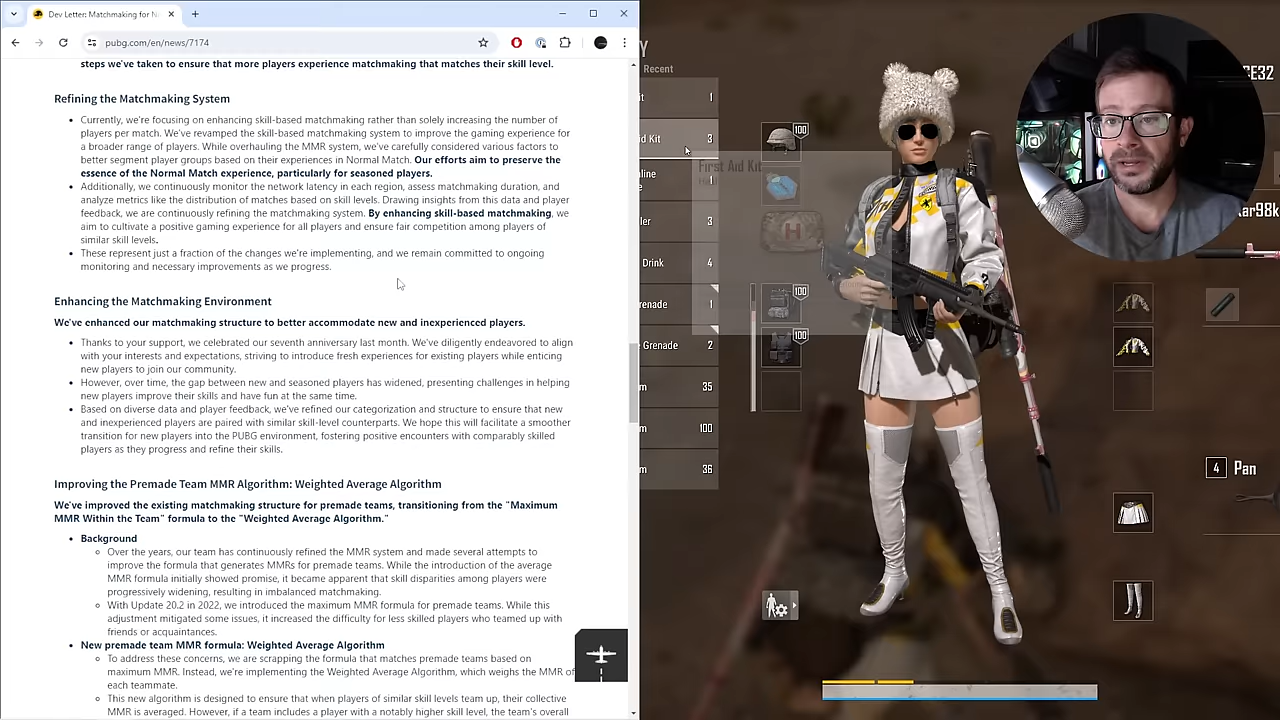 Dev Letter: Matchmaking for N
pubg.com/en/news/7174
steps we've taken to ensure that more players experience matchmaking that matches their skill level.
Refining the Matchmaking System
Currently, we're focusing on enhancing skill-based matchmaking rather than solely increasing the number of
players per match. We've revamped the skill-based matchmaking system to improve the gaming experience for
a broader range of players. While overhauling the MMR system, we've carefully considered various factors to
better segment player groups based on their experiences in Normal Match. Our efforts aim to preserve the
essence of the Normal Match experience, particularly for seasoned players.
Additionally, we continuously monitor the network latency in each region, assess matchmaking duration, and
analyze metrics like the distribution of matches based on skill levels. Drawing insights from this data and player
feedback, we are continuously refining the matchmaking system. By enhancing skill-based matchmaking, we
aim to cultivate a positive gaming experience for all players and ensure fair competition among players of
similar skill levels.
These represent just a fraction of the changes we're implementing, and we remain committed to ongoing
monitoring and necessary improvements as we progress.
Enhancing the Matchmaking Environment
We've enhanced our matchmaking structure to better accommodate new and inexperienced players.
Thanks to your support, we celebrated our seventh anniversary last month. We've diligently endeavored to align
with your interests and expectations, striving to introduce fresh experiences for existing players while enticing
new players to join our community.
However, over time, the gap between new and seasoned players has widened, presenting challenges in helping
new players improve their skills and have fun at the same time.
Based on diverse data and player feedback, we've refined our categorization and structure to ensure that new
and inexperienced players are paired with similar skill-level counterparts. We hope this will facilitate a smoother
transition for new players into the PUBG environment, fostering positive encounters with comparably skilled
players as they progress and refine their skills.
Improving the Premade Team MMR Algorithm: Weighted Average Algorithm
We've improved the existing matchmaking structure for premade teams, transitioning from the "Maximum
MMR Within the Team" formula to the "Weighted Average Algorithm."
Background
Over the years, our team has continuously refined the MMR system and made several attempts to
improve the formula that generates MMRs for premade teams. While the introduction of the average
MMR formula initially showed promise, it became apparent that skill disparities among players were
progressively widening, resulting in imbalanced matchmaking.
With Update 20.2 in 2022, we introduced the maximum MMR formula for premade teams. While this
adjustment mitigated some issues, it increased the difficulty for less skilled players who teamed up with
friends or acquaintances.
New premade team MMR formula: Weighted Average Algorithm
To address these concerns, we are scrapping the formula that matches premade teams based on
maximum MMR. Instead, we're implementing the Weighted Average Algorithm, which weighs the MMR of
each teammate.
This new algorithm is designed to ensure that when players of similar skill levels team up, their collective
MMR is averaged. However, if a team includes a player with a notably higher skill level, the team's overall
Y
Recent
it 1
id Kit 3
First Aid Kit
line
e 1
ler 3
Drink 4
enade 1
e Grenade 2
m 35
m 100
m 36
100
100
100
H
2
CE32
ar98k
4 Pan